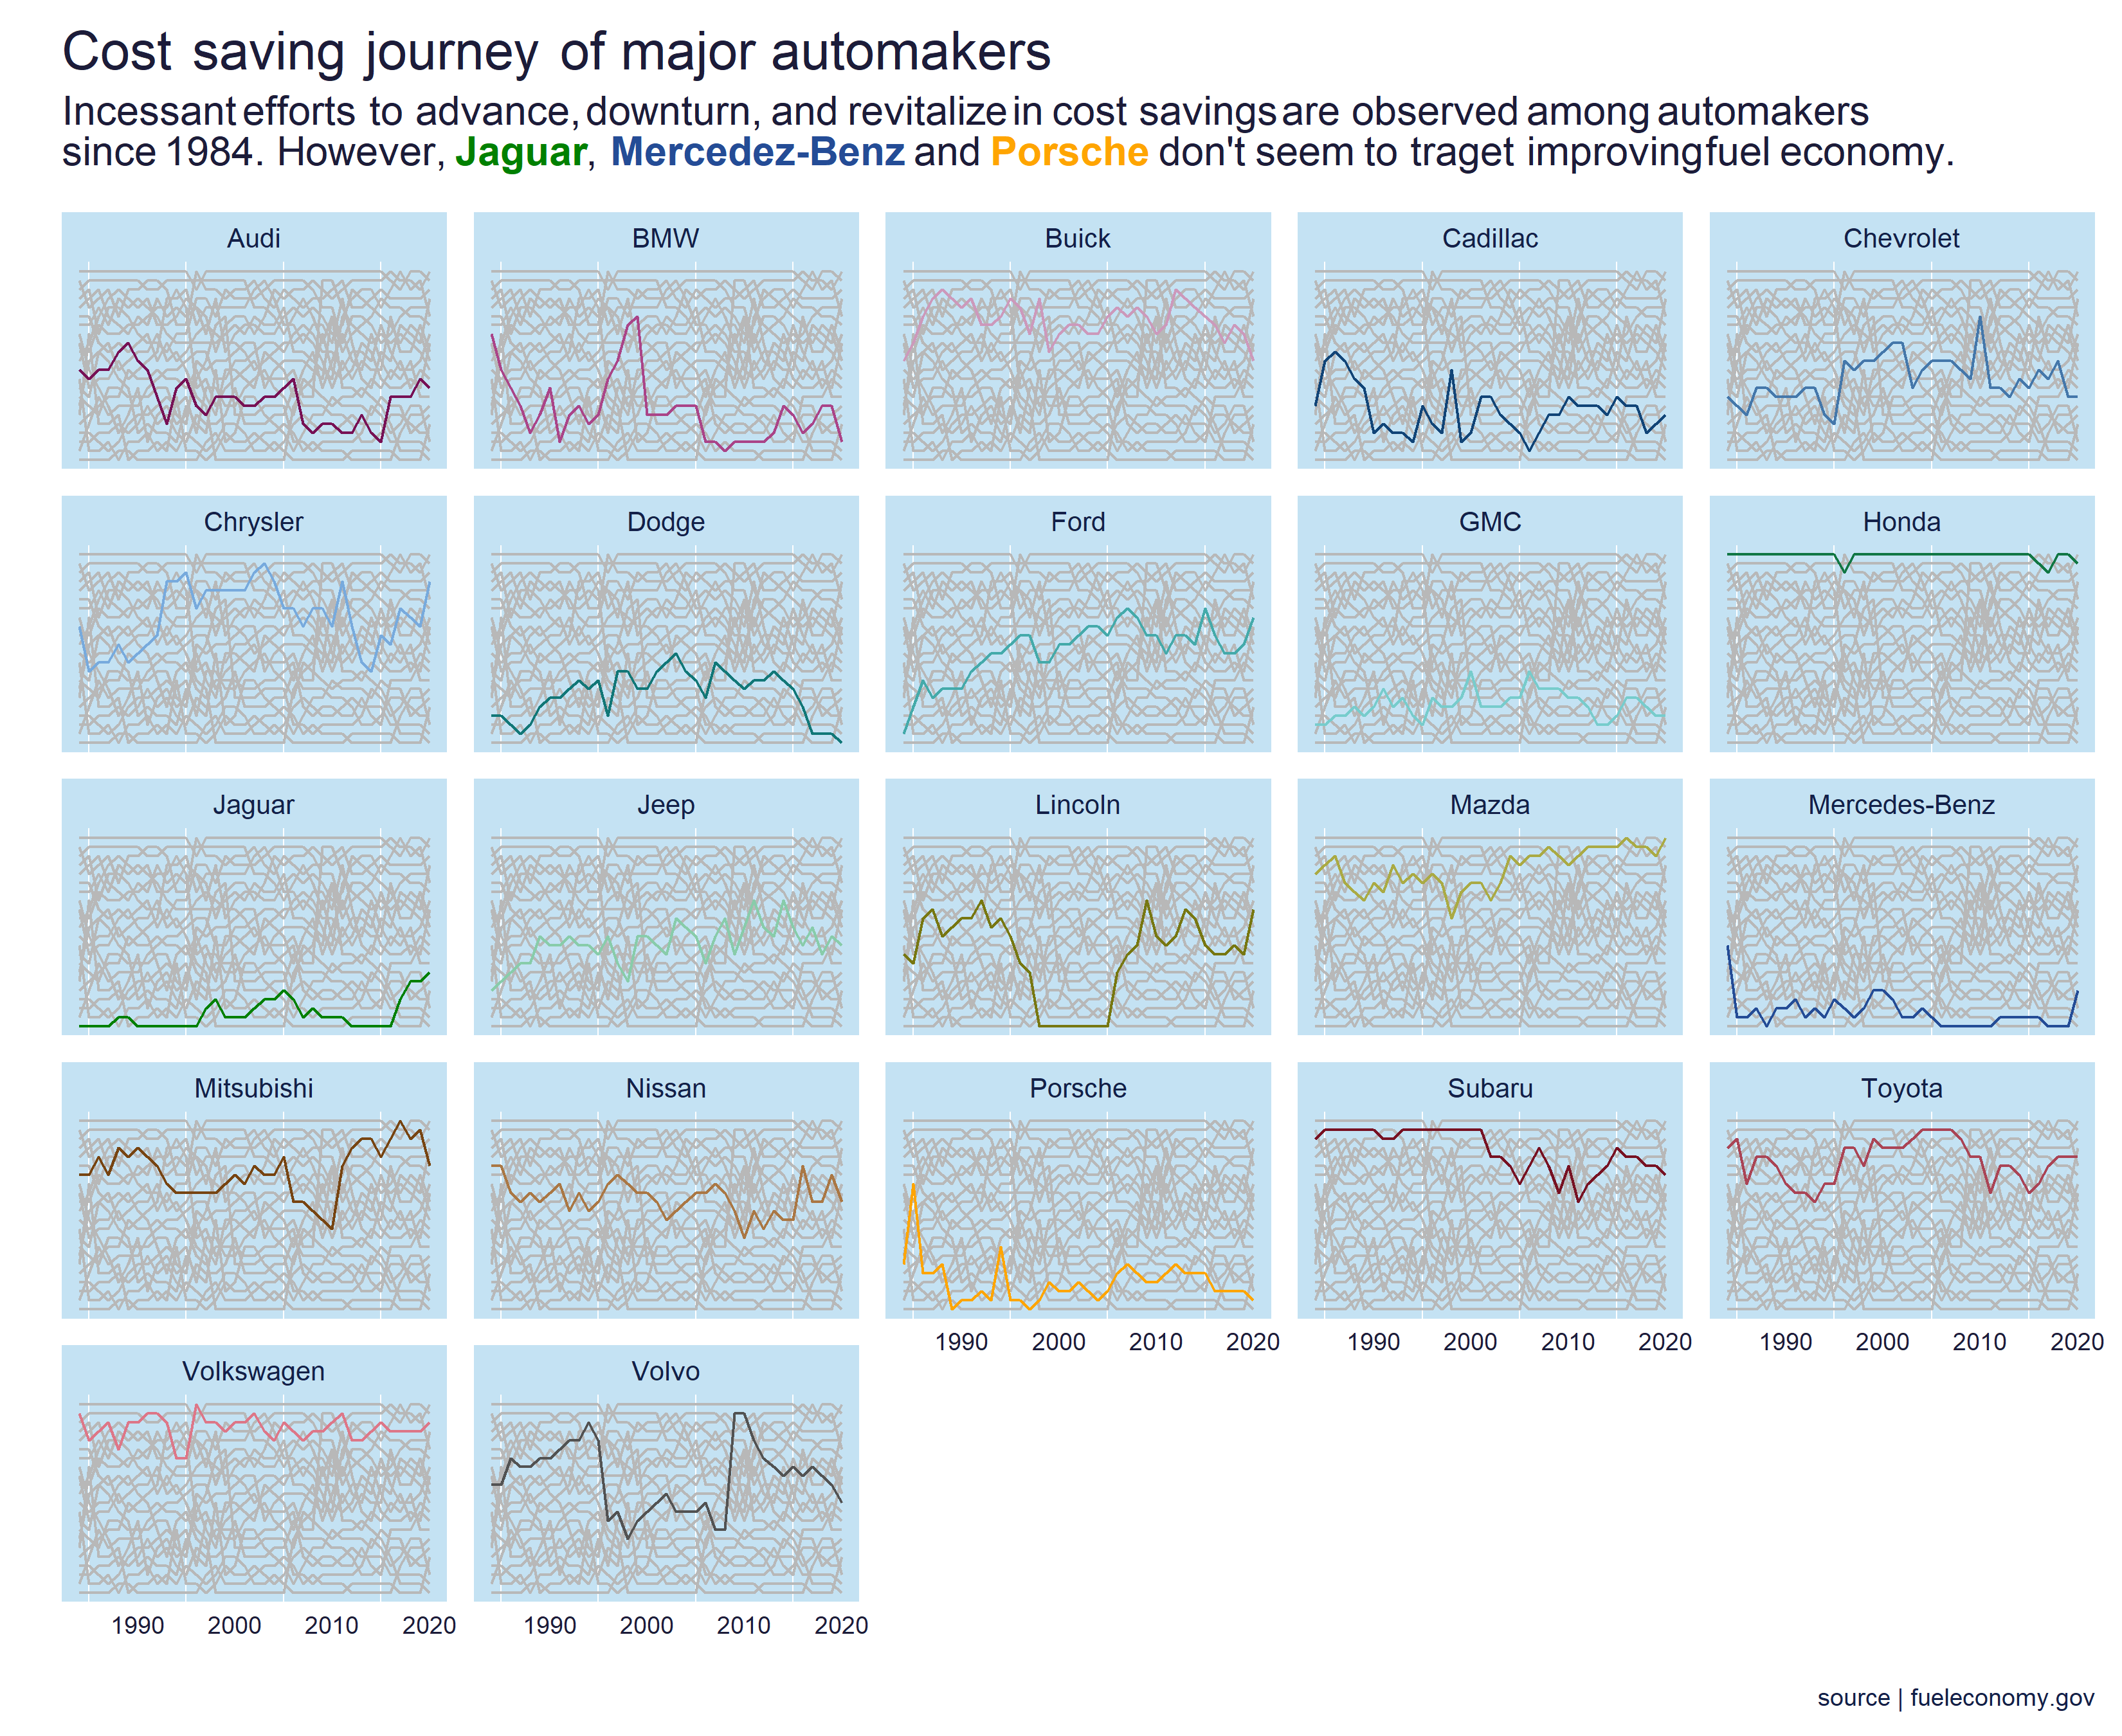 Cost saving journey of major automakers
Incessant efforts to advance, downturn, and revitalize in cost savings are observed among automakers
since 1984. However, Jaguar, Mercedez-Benz and Porsche don't seem to traget improving fuel economy.
Audi BMW Buick Cadillac Chevrolet
Chrysler Dodge Ford GMC Honda
Jaguar Jeep Lincoln Mazda Mercedes-Benz
Mitsubishi Nissan Porsche Subaru Toyota
1990 2000 2010 2020 1990 2000 2010 2020 1990 2000 2010 2020
Volkswagen Volvo
1990 2000 2010 2020 1990 2000 2010 2020
source | fueleconomy.gov